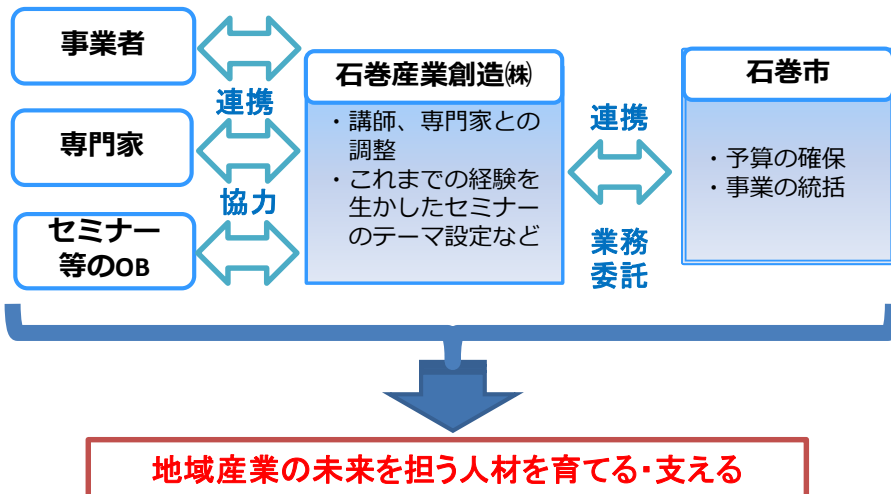 事業者
専門家
セミナー
等のOB
連携
協力
石巻産業創造㈱
・講師、専門家との
調整
・これまでの経験を
生かしたセミナー
のテーマ設定など
連携
業務
委託
石巻市
・予算の確保
・事業の統括
地域産業の未来を担う人材を育てる・支える